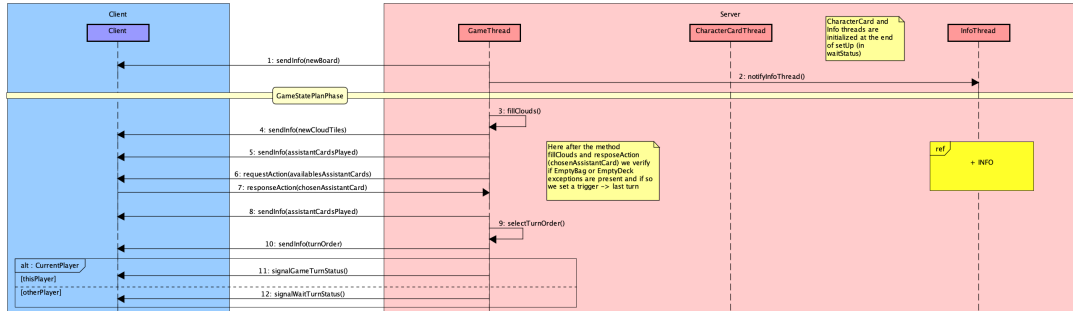 Client
Server
Client
GameThread
CharacterCardThread
CharacterCard and
Info threads are
initialized at the end
of setUp (in
waitStatus)
InfoThread
1: sendInfo(newBoard)
2: notifyInfoThread()
GameStatePlanPhase
3: fillClouds()
4: sendInfo(newCloudTiles)
5: sendInfo(assistantCardsPlayed)
Here after the method
fillClouds and resposeAction
(chosenAssistantCard) we verify
if EmptyBag or EmptyDeck
exceptions are present and if so
we set a trigger -> last turn
ref
+ INFO
6: requestAction(availablesAssistantCards)
7: responseAction(chosenAssistantCard)
8: sendInfo(assistantCardsPlayed)
9: selectTurnOrder()
10: sendInfo(turnOrder)
alt : CurrentPlayer
[thisPlayer]
11: signalGameTurnStatus()
[otherPlayer]
12: signalWaitTurnStatus()